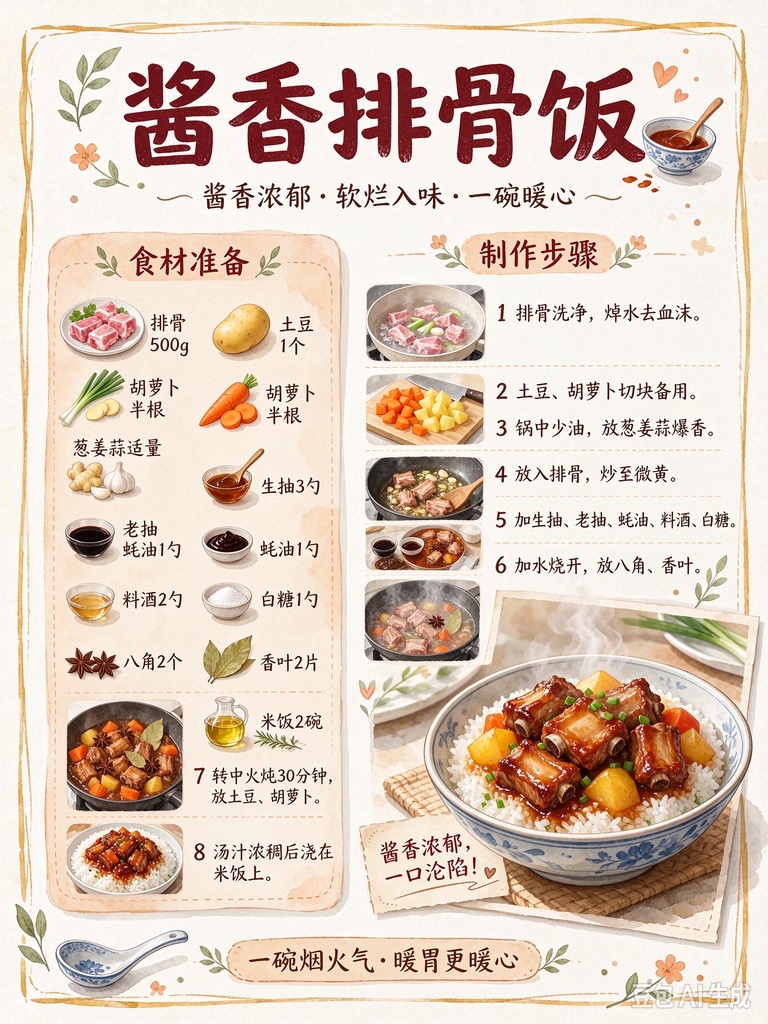 酱香排骨饭
酱香浓郁·软烂入味·一碗暖心
食材准备
排骨
500g
土豆
1个
胡萝卜
半根
胡萝卜
半根
葱姜蒜适量
生抽3勺
老抽
蚝油1勺
蚝油1勺
料酒2勺
白糖1勺
八角2个
香叶2片
米饭2碗
制作步骤
1 排骨洗净，焯水去血沫。
2 土豆、胡萝卜切块备用。
3 锅中少油，放葱姜蒜爆香。
4 放入排骨，炒至微黄。
5 加生抽、老抽、蚝油、料酒、白糖。
6 加水烧开，放八角、香叶。
7 转中火炖30分钟，
放土豆、胡萝卜。
8 汤汁浓稠后浇在
米饭上。
酱香浓郁，
一口沦陷！
一碗烟火气·暖胃更暖心
豆包AI生成